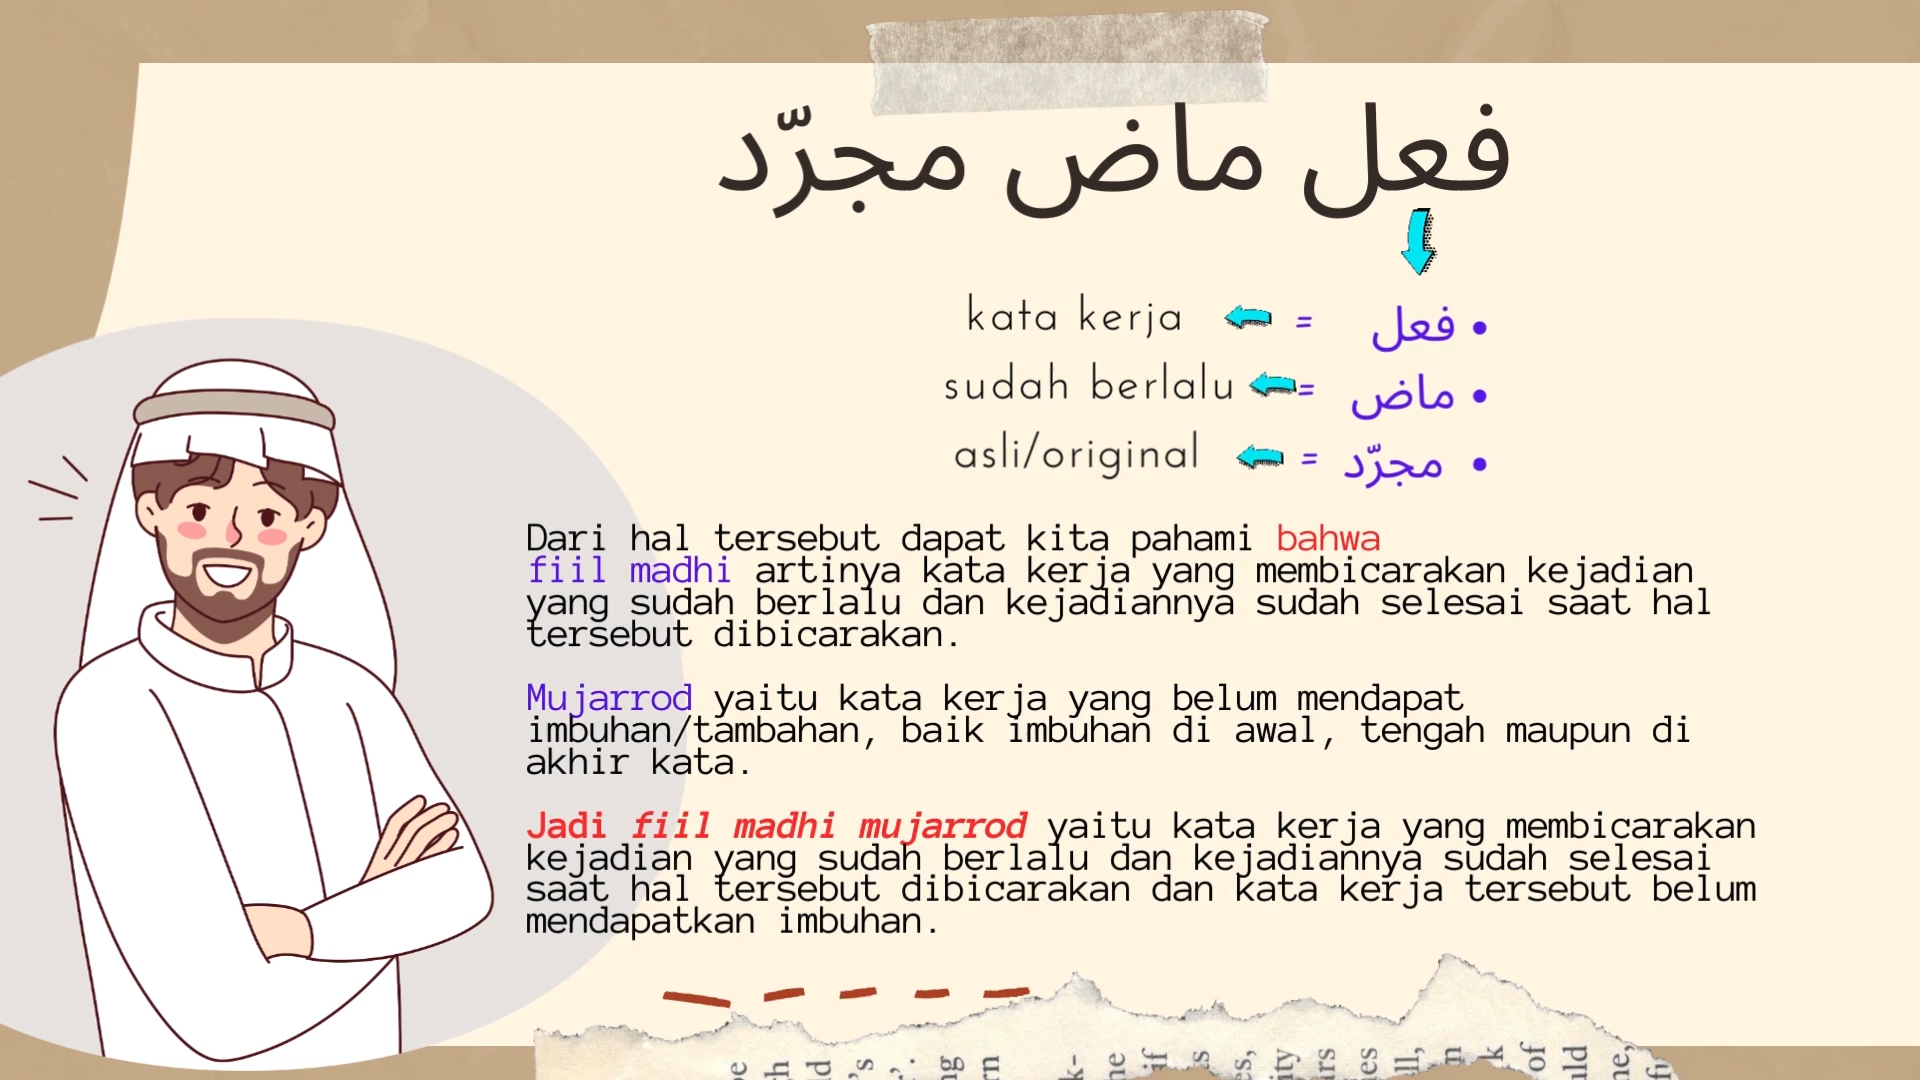 فعل ماض مجرّد
• فعل = kata kerja
• ماض = sudah berlalu
• مجرّد = asli/original
Dari hal tersebut dapat kita pahami bahwa
fiil madhi artinya kata kerja yang membicarakan kejadian
yang sudah berlalu dan kejadiannya sudah selesai saat hal
tersebut dibicarakan.
Mujarrod yaitu kata kerja yang belum mendapat
imbuhan/tambahan, baik imbuhan di awal, tengah maupun di
akhir kata.
Jadi fiil madhi mujarrod yaitu kata kerja yang membicarakan
kejadian yang sudah berlalu dan kejadiannya sudah selesai
saat hal tersebut dibicarakan dan kata kerja tersebut belum
mendapatkan imbuhan.